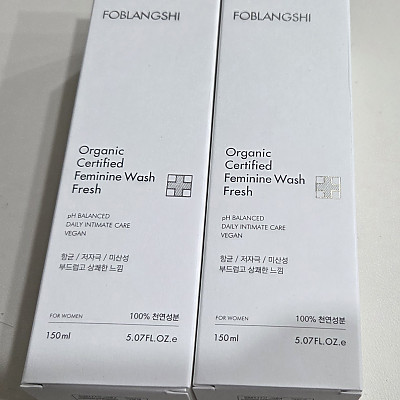 FOBLANGSHI
Organic
Certified
Feminine Wash
Fresh
pH BALANCED
DAILY INTIMATE CARE
VEGAN
항균 / 저자극 / 미산성
부드럽고 상쾌한 느낌
FOR WOMEN 100% 천연성분
150ml 5.07FL.OZ.e
FOBLANGSHI
Organic
Certified
Feminine Wash
Fresh
pH BALANCED
DAILY INTIMATE CARE
VEGAN
항균 / 저자극 / 미산성
부드럽고 상쾌한 느낌
FOR WOMEN 100% 천연성분
150ml 5.07FL.OZ.e